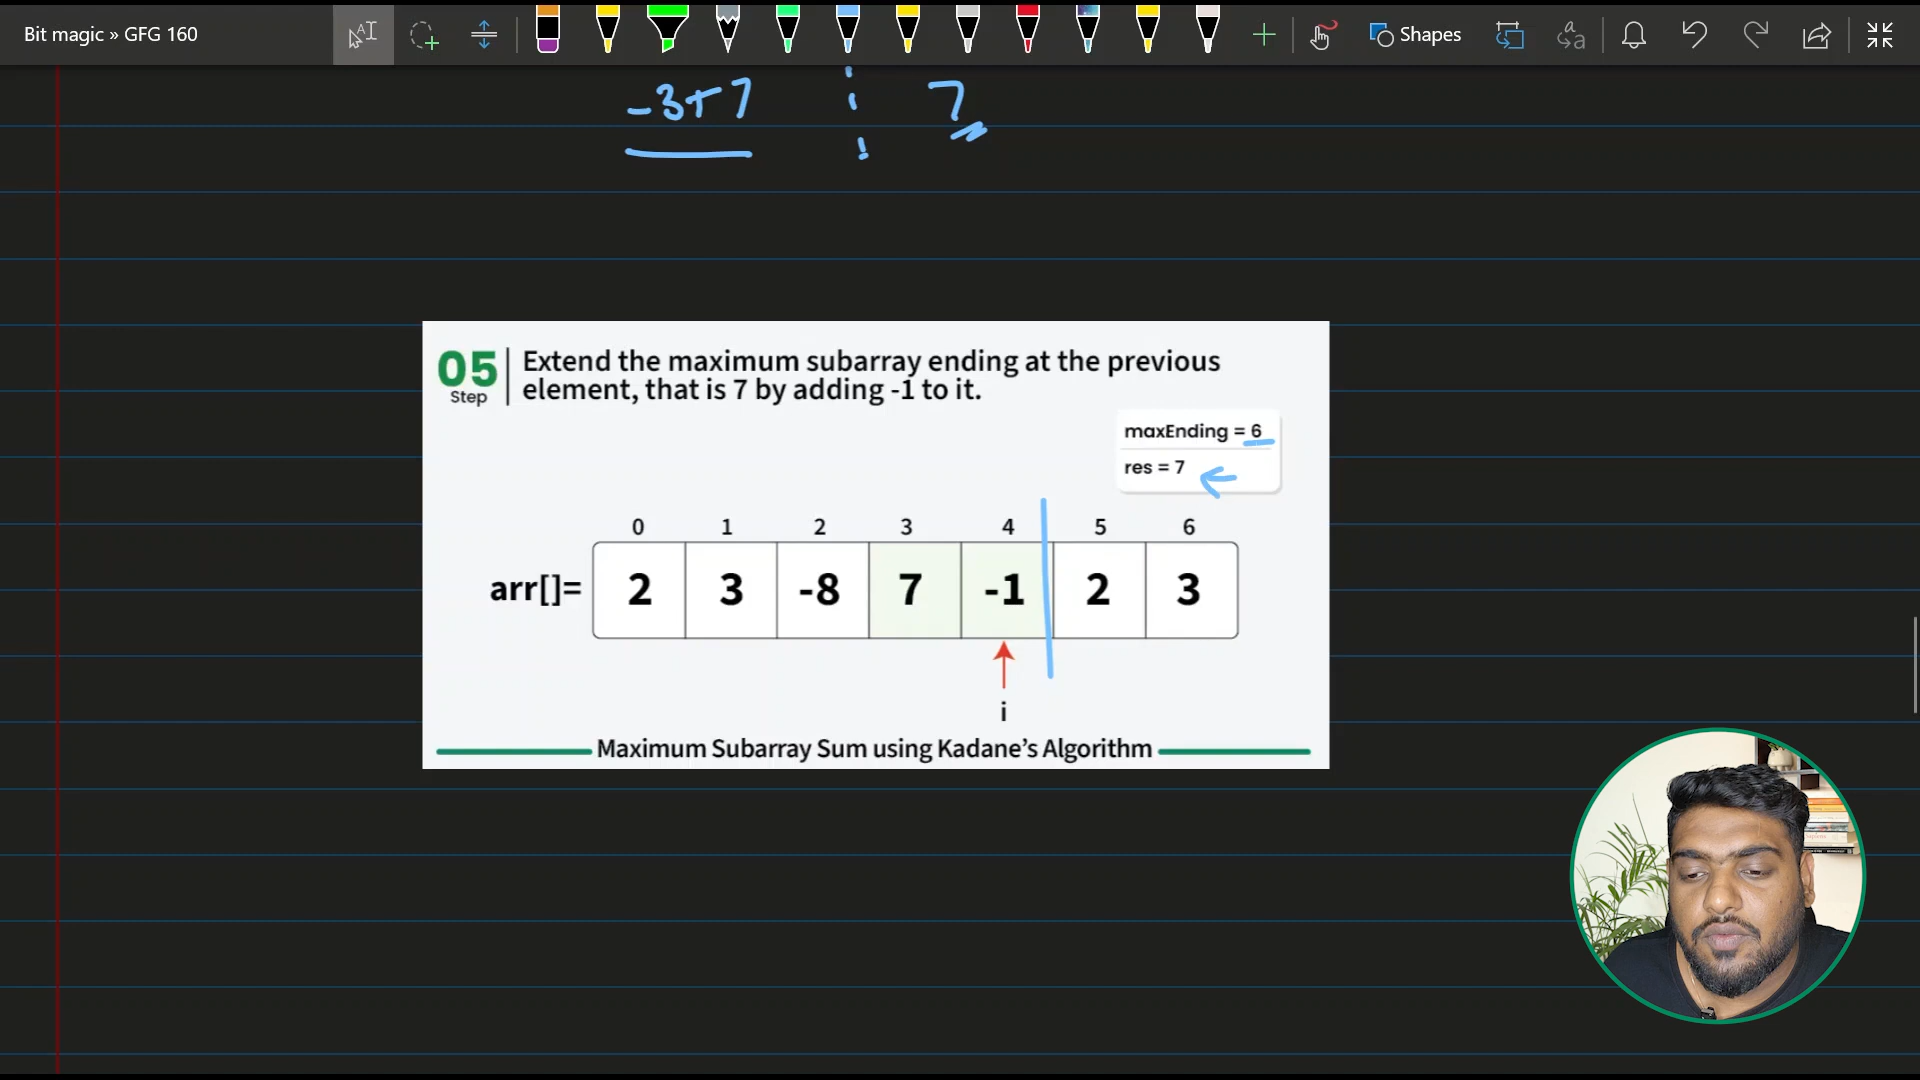 Bit magic » GFG 160
Shapes
-3+7
7
05
Step
Extend the maximum subarray ending at the previous
element, that is 7 by adding -1 to it.
maxEnding = 6
res = 7
0 1 2 3 4 5 6
arr[]= 2 3 -8 7 -1 2 3
i
Maximum Subarray Sum using Kadane's Algorithm